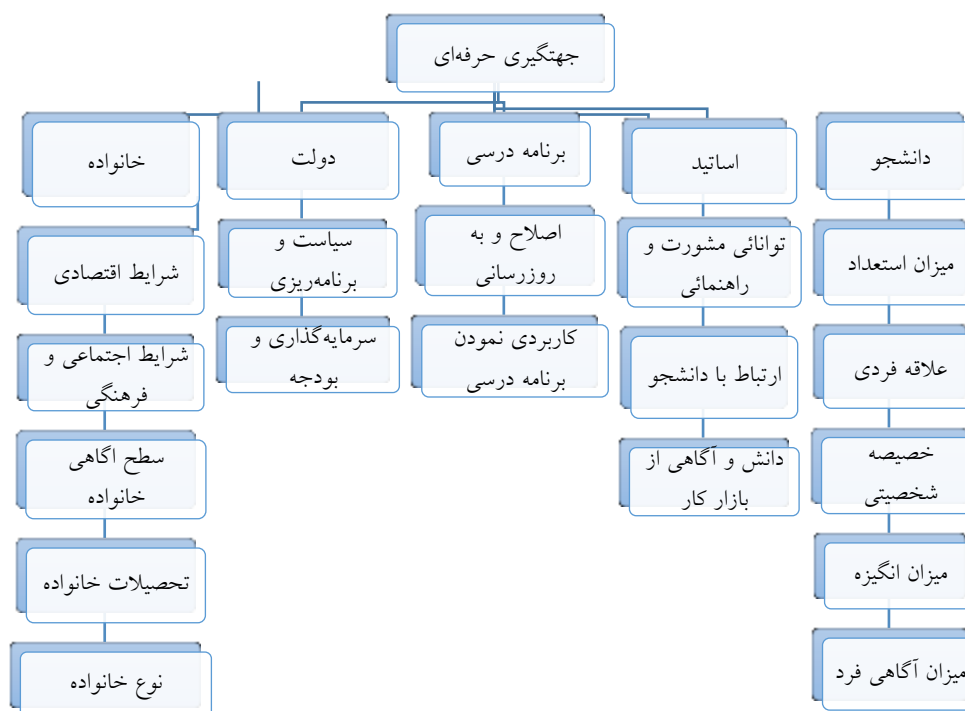 جهتگیری حرفه‌ای
دانشجو
میزان استعداد
علاقه فردی
خصیصه
شخصیتی
میزان انگیزه
میزان آگاهی فرد
اساتید
توانائی مشورت و
راهنمائی
ارتباط با دانشجو
دانش و آگاهی از
بازار کار
برنامه درسی
اصلاح و به
روزرسانی
کاربردی نمودن
برنامه درسی
دولت
سیاست و
برنامه‌ریزی
سرمایه‌گذاری و
بودجه
خانواده
شرایط اقتصادی
شرایط اجتماعی و
فرهنگی
سطح اگاهی
خانواده
تحصیلات خانواده
نوع خانواده